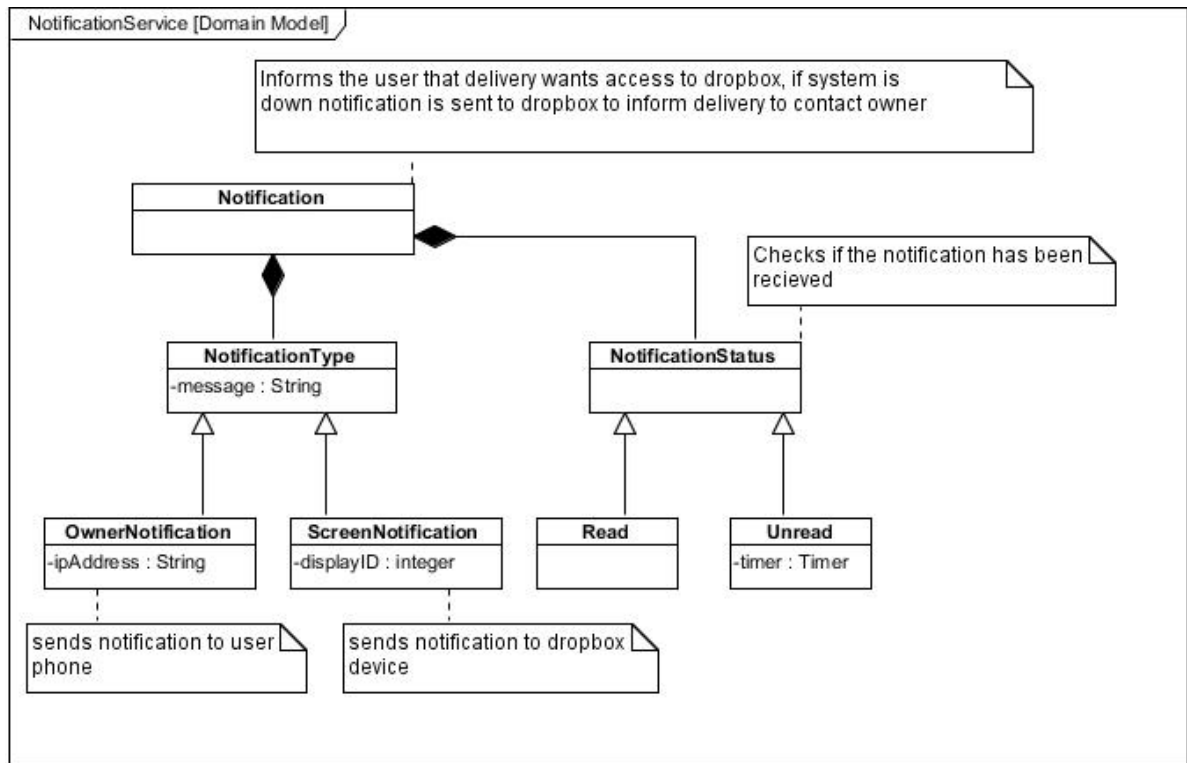 NotificationService [Domain Model]
Informs the user that delivery wants access to dropbox, if system is
down notification is sent to dropbox to inform delivery to contact owner
Notification
Checks if the notification has been
recieved
NotificationType
-message : String
NotificationStatus
OwnerNotification
-ipAddress : String
ScreenNotification
-displayID : integer
Read
Unread
-timer : Timer
sends notification to user
phone
sends notification to dropbox
device